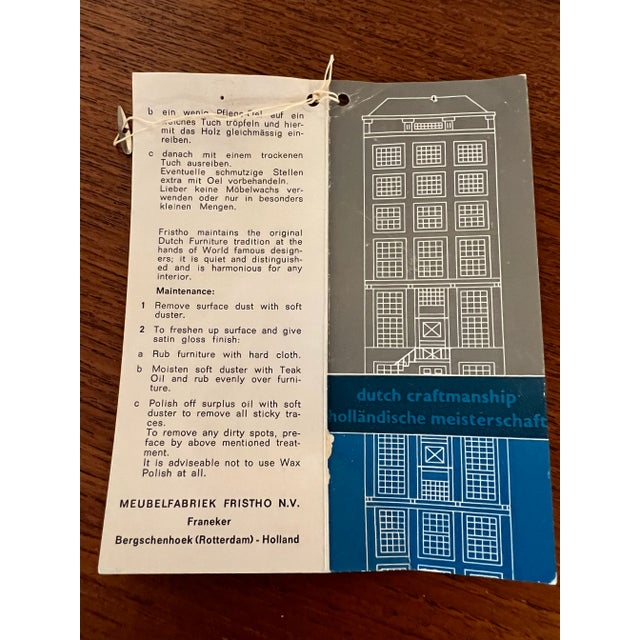 b ein wenig Pflege-Oel auf ein
weiches Tuch tröpfeln und hier-
mit das Holz gleichmässig ein-
reiben.
c danach mit einem trockenen
Tuch ausreiben.
Eventuelle schmutzige Stellen
extra mit Oel vorbehandeln.
Lieber keine Möbelwachs ver-
wenden oder nur in besonders
kleinen Mengen.
Fristho maintains the original
Dutch Furniture tradition at the
hands of World famous design-
ers; it is quiet and distinguish-
ed and is harmonious for any
interior.
Maintenance:
1 Remove surface dust with soft
duster.
2 To freshen up surface and give
satin gloss finish:
a Rub furniture with hard cloth.
b Moisten soft duster with Teak
Oil and rub evenly over furni-
ture.
c Polish off surplus oil with soft
duster to remove all sticky tra-
ces.
To remove any dirty spots, pre-
face by above mentioned treat-
ment.
It is adviseable not to use Wax
Polish at all.
MEUBELFABRIEK FRISTHO N.V.
Franeker
Bergschenhoek (Rotterdam) - Holland
dutch craftmanship
holländische meisterschaft